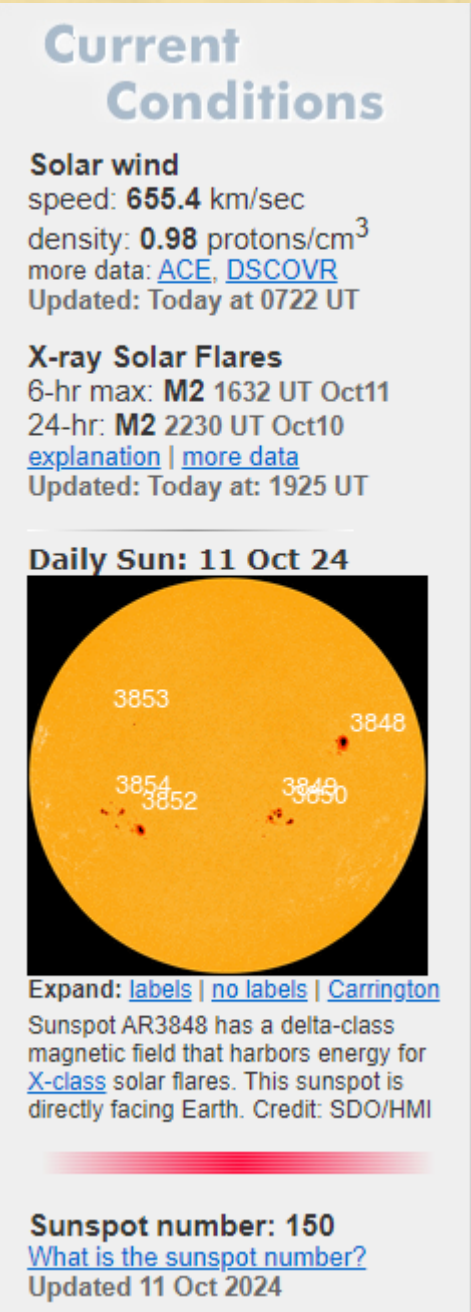 Current
Conditions
Solar wind
speed: 655.4 km/sec
density: 0.98 protons/cm3
more data: ACE, DSCOVR
Updated: Today at 0722 UT
X-ray Solar Flares
6-hr max: M2 1632 UT Oct11
24-hr: M2 2230 UT Oct10
explanation | more data
Updated: Today at: 1925 UT
Daily Sun: 11 Oct 24
3853
3848
3854
3852
3849
3850
Expand: labels | no labels | Carrington
Sunspot AR3848 has a delta-class
magnetic field that harbors energy for
X-class solar flares. This sunspot is
directly facing Earth. Credit: SDO/HMI
Sunspot number: 150
What is the sunspot number?
Updated 11 Oct 2024